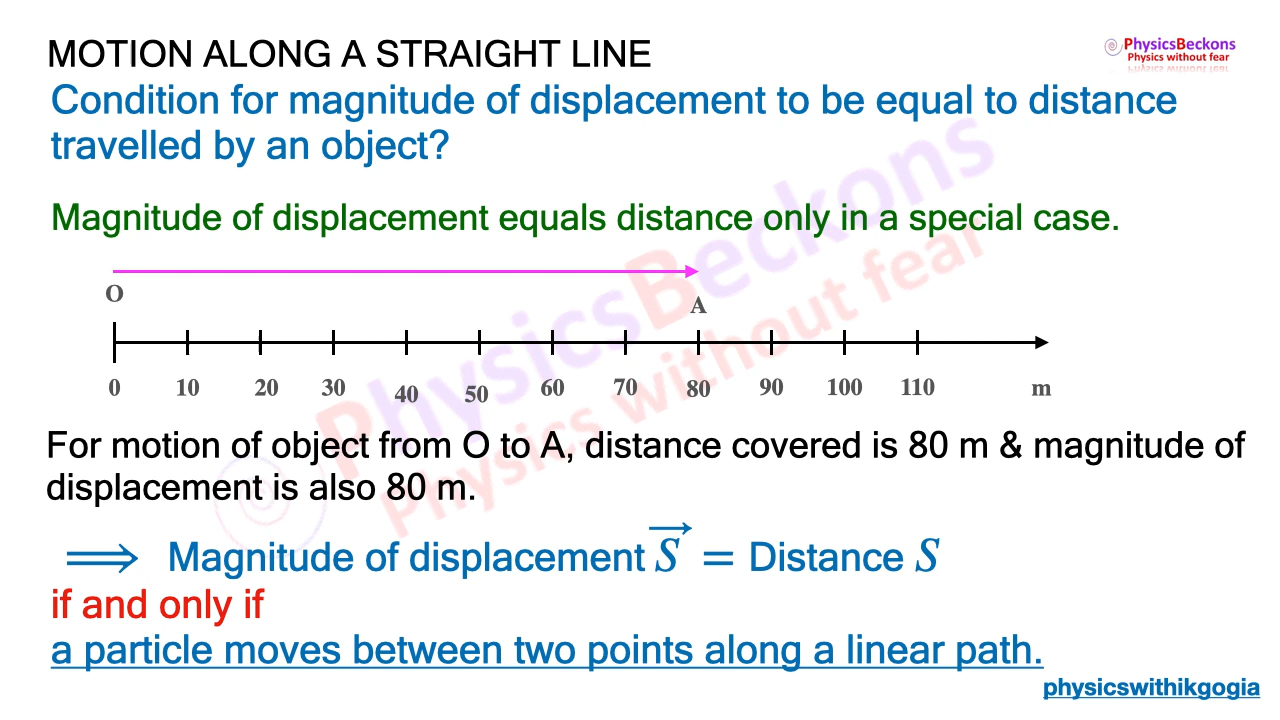 MOTION ALONG A STRAIGHT LINE
PhysicsBeckons
Physics without fear
Condition for magnitude of displacement to be equal to distance
travelled by an object?
Magnitude of displacement equals distance only in a special case.
O
A
0 10 20 30 40 50 60 70 80 90 100 110 m
For motion of object from O to A, distance covered is 80 m & magnitude of
displacement is also 80 m.
⟹ Magnitude of displacement S⃗ = Distance S
if and only if
a particle moves between two points along a linear path.
physicswithikgogia
PhysicsBeckons
Physics without fear